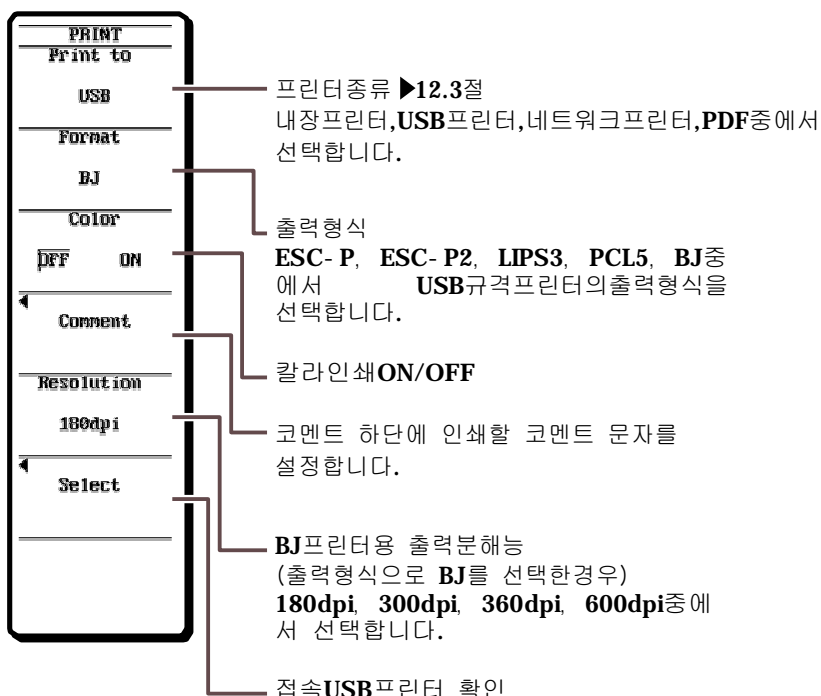 PRINT
Print to
USB
Format
BJ
Color
OFF ON
Comment
Resolution
180dpi
Select
프린터종류 ▶12.3절
내장프린터,USB프린터,네트워크프린터,PDF중에서
선택합니다.
출력형식
ESC-P, ESC-P2, LIPS3, PCL5, BJ중
에서 USB규격프린터의출력형식을
선택합니다.
칼라인쇄ON/OFF
코멘트 하단에 인쇄할 코멘트 문자를
설정합니다.
BJ프린터용 출력분해능
(출력형식으로 BJ를 선택한경우)
180dpi, 300dpi, 360dpi, 600dpi중에
서 선택합니다.
접속USB프린터 확인